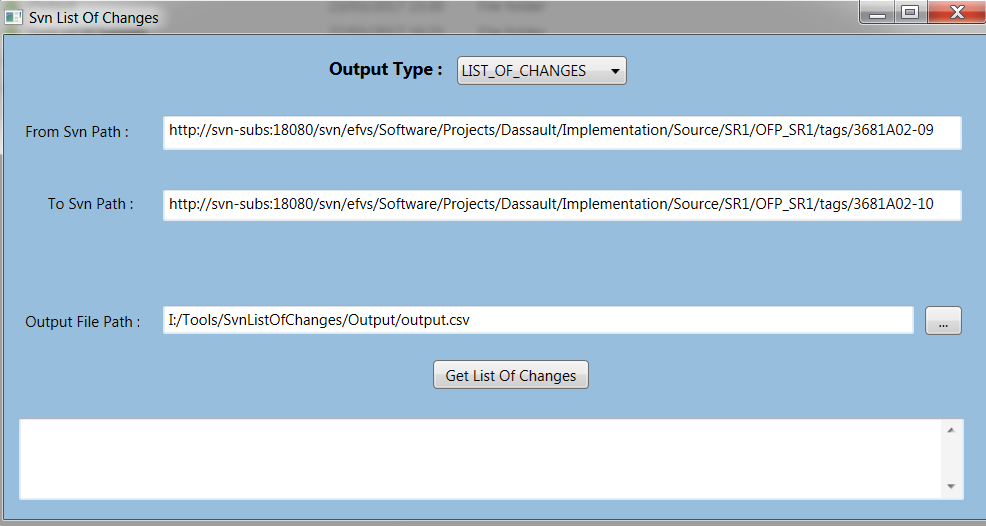 Svn List Of Changes
Output Type :
LIST_OF_CHANGES
From Svn Path :
http://svn-subs:18080/svn/efvs/Software/Projects/Dassault/Implementation/Source/SR1/OFP_SR1/tags/3681A02-09
To Svn Path :
http://svn-subs:18080/svn/efvs/Software/Projects/Dassault/Implementation/Source/SR1/OFP_SR1/tags/3681A02-10
Output File Path :
I:/Tools/SvnListOfChanges/Output/output.csv
...
Get List Of Changes